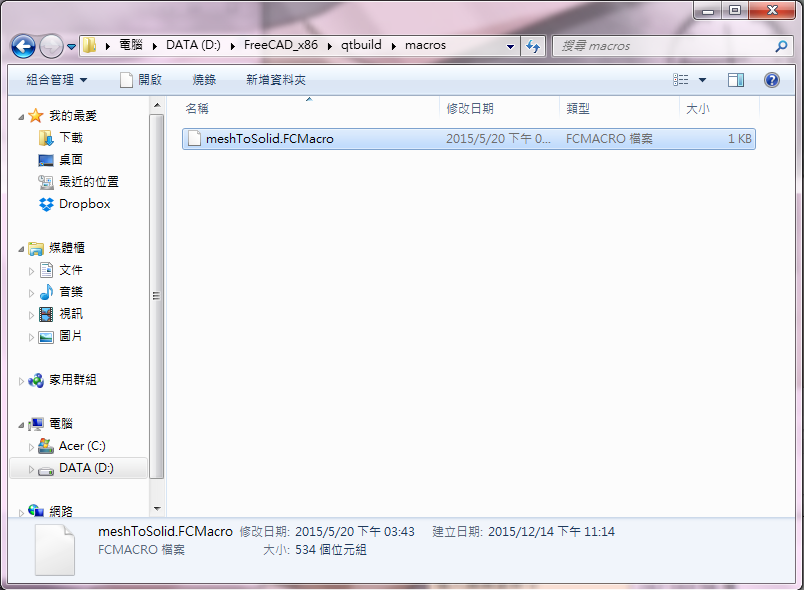 電腦 DATA (D:) FreeCAD_x86 qtbuild macros 搜尋 macros
組合管理 開啟 燒錄 新增資料夾
名稱 修改日期 類型 大小
meshToSolid.FCMacro 2015/5/20 下午 0... FCMACRO 檔案 1 KB
我的最愛
下載
桌面
最近的位置
Dropbox
媒體櫃
文件
音樂
視訊
圖片
家用群組
電腦
Acer (C:)
DATA (D:)
網路
meshToSolid.FCMacro 修改日期: 2015/5/20 下午 03:43 建立日期: 2015/12/14 下午 11:14
FCMACRO 檔案 大小: 534 個位元組